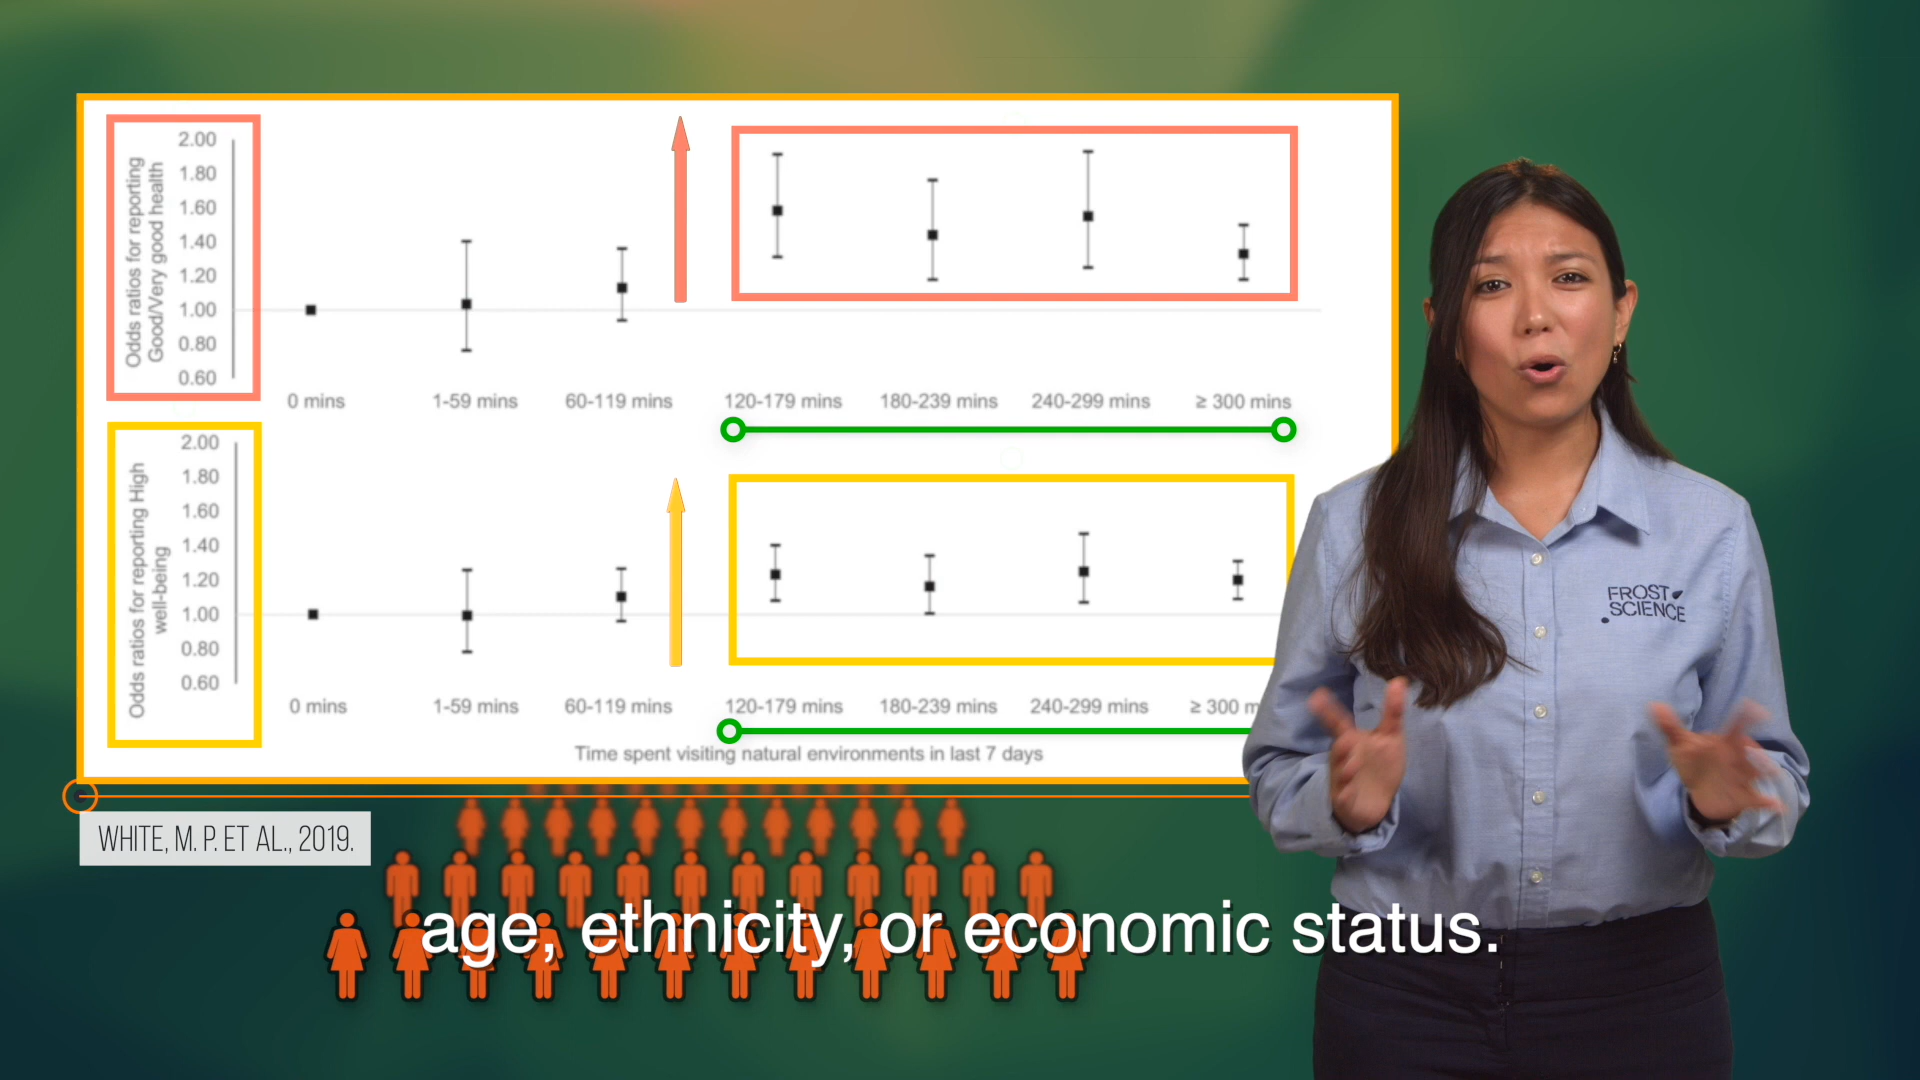 Odds ratios for reporting
Good/Very good health
2.00
1.80
1.60
1.40
1.20
1.00
0.80
0.60
0 mins 1-59 mins 60-119 mins 120-179 mins 180-239 mins 240-299 mins ≥ 300 mins
Odds ratios for reporting High
well-being
2.00
1.80
1.60
1.40
1.20
1.00
0.80
0.60
0 mins 1-59 mins 60-119 mins 120-179 mins 180-239 mins 240-299 mins ≥ 300 m
Time spent visiting natural environments in last 7 days
WHITE, M. P. ET AL., 2019.
FROST
SCIENCE
age, ethnicity, or economic status.